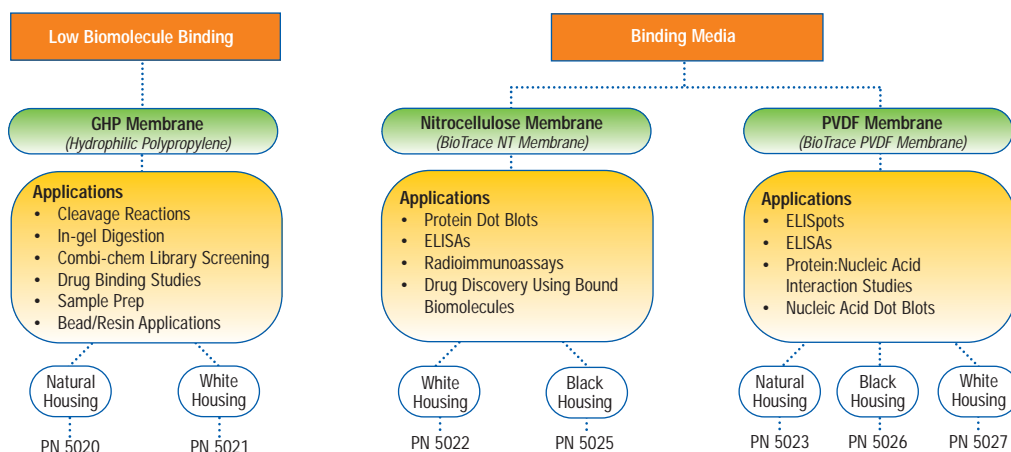 Low Biomolecule Binding
GHP Membrane
(Hydrophilic Polypropylene)
Applications
• Cleavage Reactions
• In-gel Digestion
• Combi-chem Library Screening
• Drug Binding Studies
• Sample Prep
• Bead/Resin Applications
Natural
Housing
PN 5020
White
Housing
PN 5021
Binding Media
Nitrocellulose Membrane
(BioTrace NT Membrane)
Applications
• Protein Dot Blots
• ELISAs
• Radioimmunoassays
• Drug Discovery Using Bound
Biomolecules
White
Housing
PN 5022
Black
Housing
PN 5025
PVDF Membrane
(BioTrace PVDF Membrane)
Applications
• ELISpots
• ELISAs
• Protein:Nucleic Acid
Interaction Studies
• Nucleic Acid Dot Blots
Natural
Housing
PN 5023
Black
Housing
PN 5026
White
Housing
PN 5027